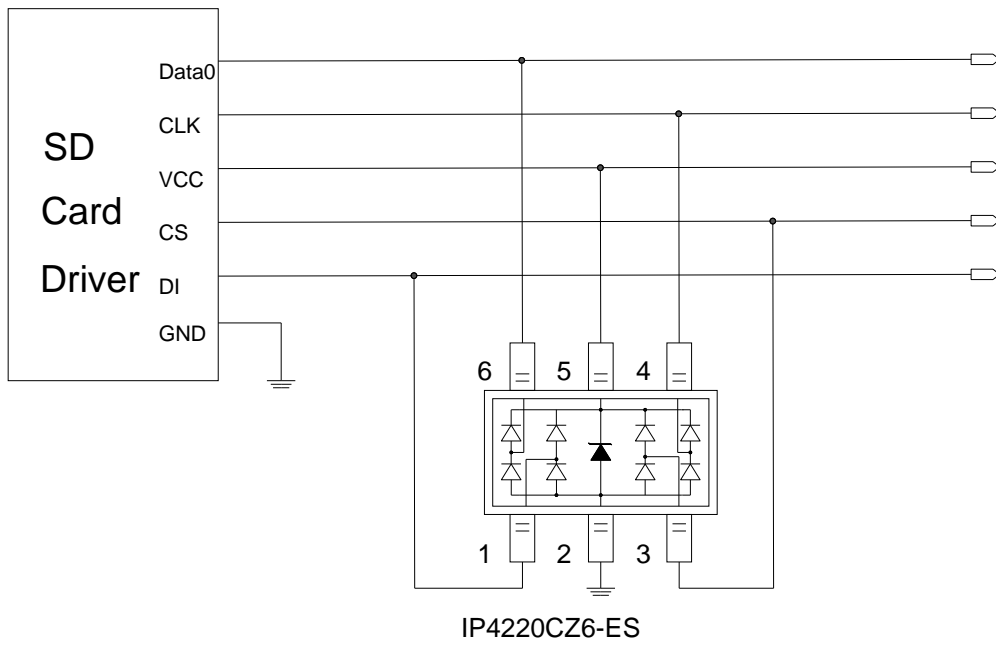 Data0
CLK
SD
VCC
Card
CS
Driver
DI
GND
6 5 4
1 2 3
IP4220CZ6-ES